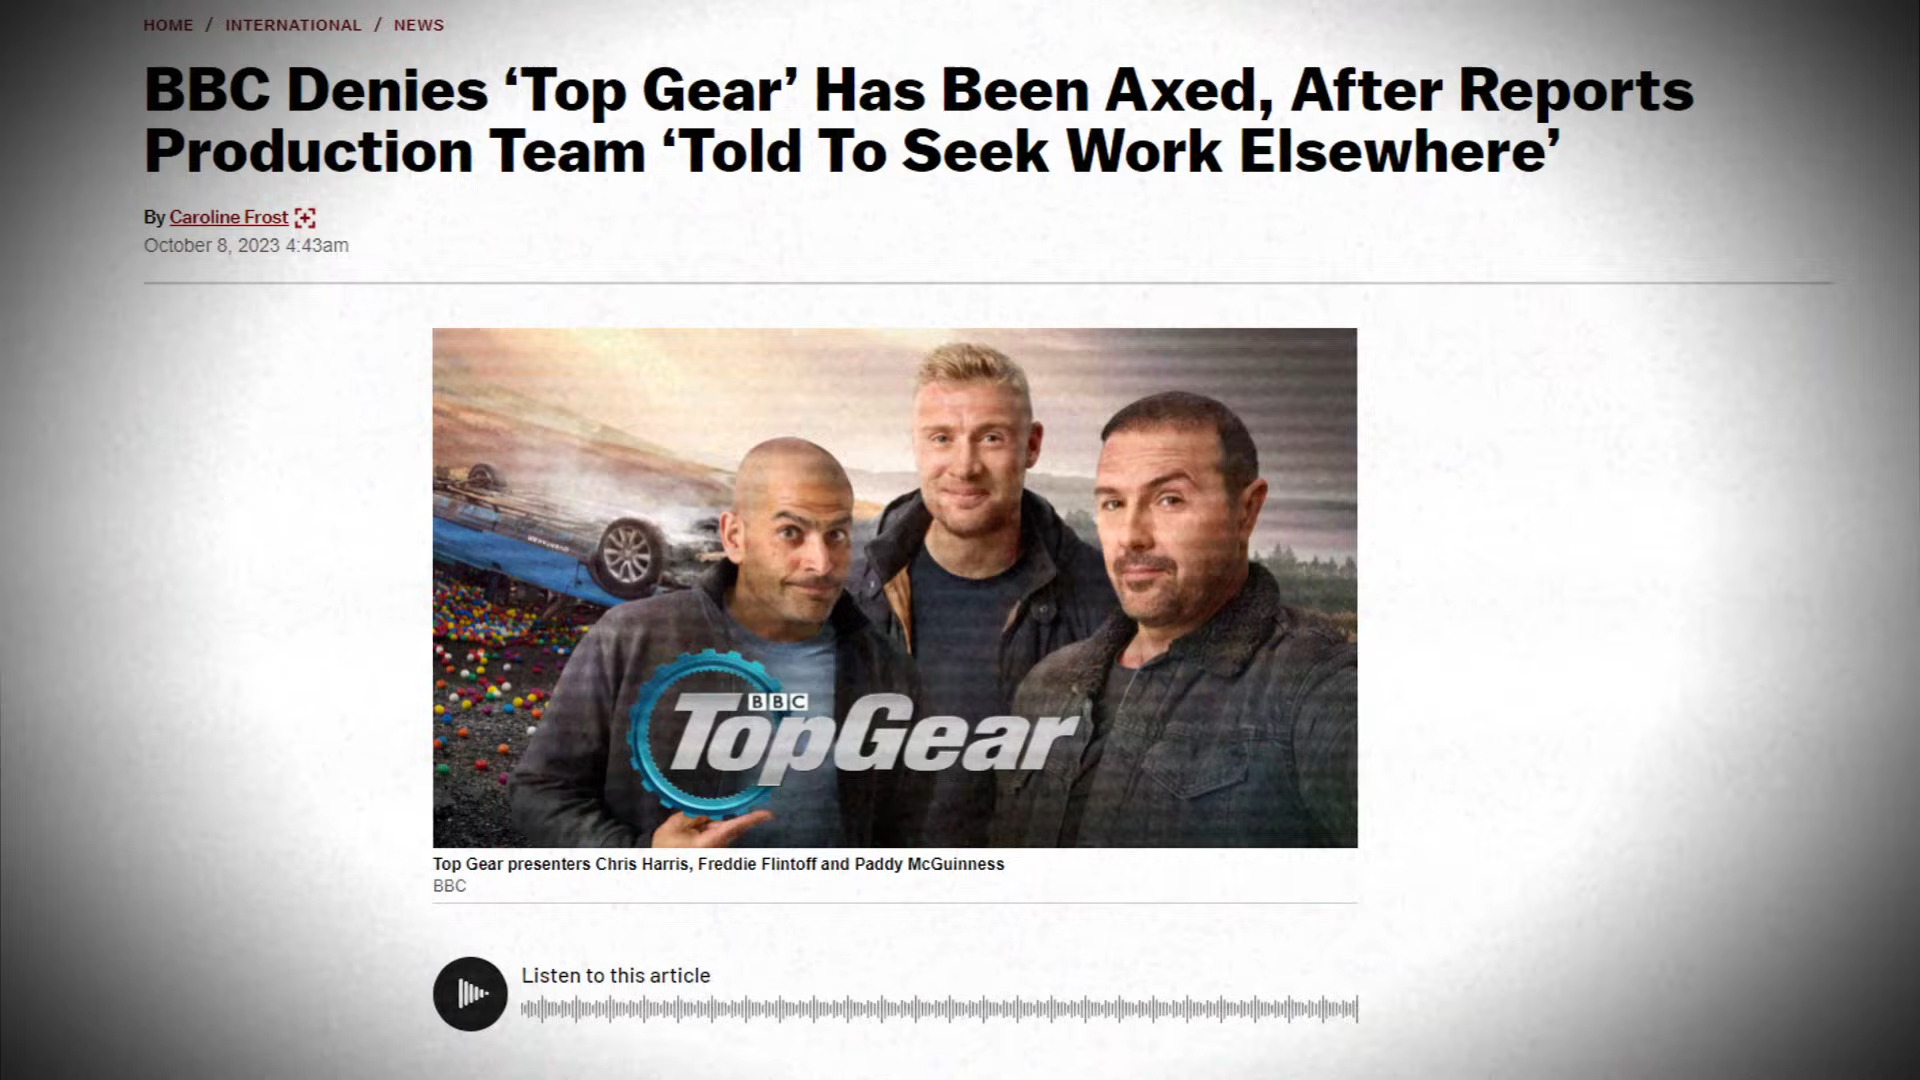 HOME / INTERNATIONAL / NEWS
BBC Denies ‘Top Gear’ Has Been Axed, After Reports
Production Team ‘Told To Seek Work Elsewhere’
By Caroline Frost
October 8, 2023 4:43am
BBC
TopGear
Top Gear presenters Chris Harris, Freddie Flintoff and Paddy McGuinness
BBC
Listen to this article